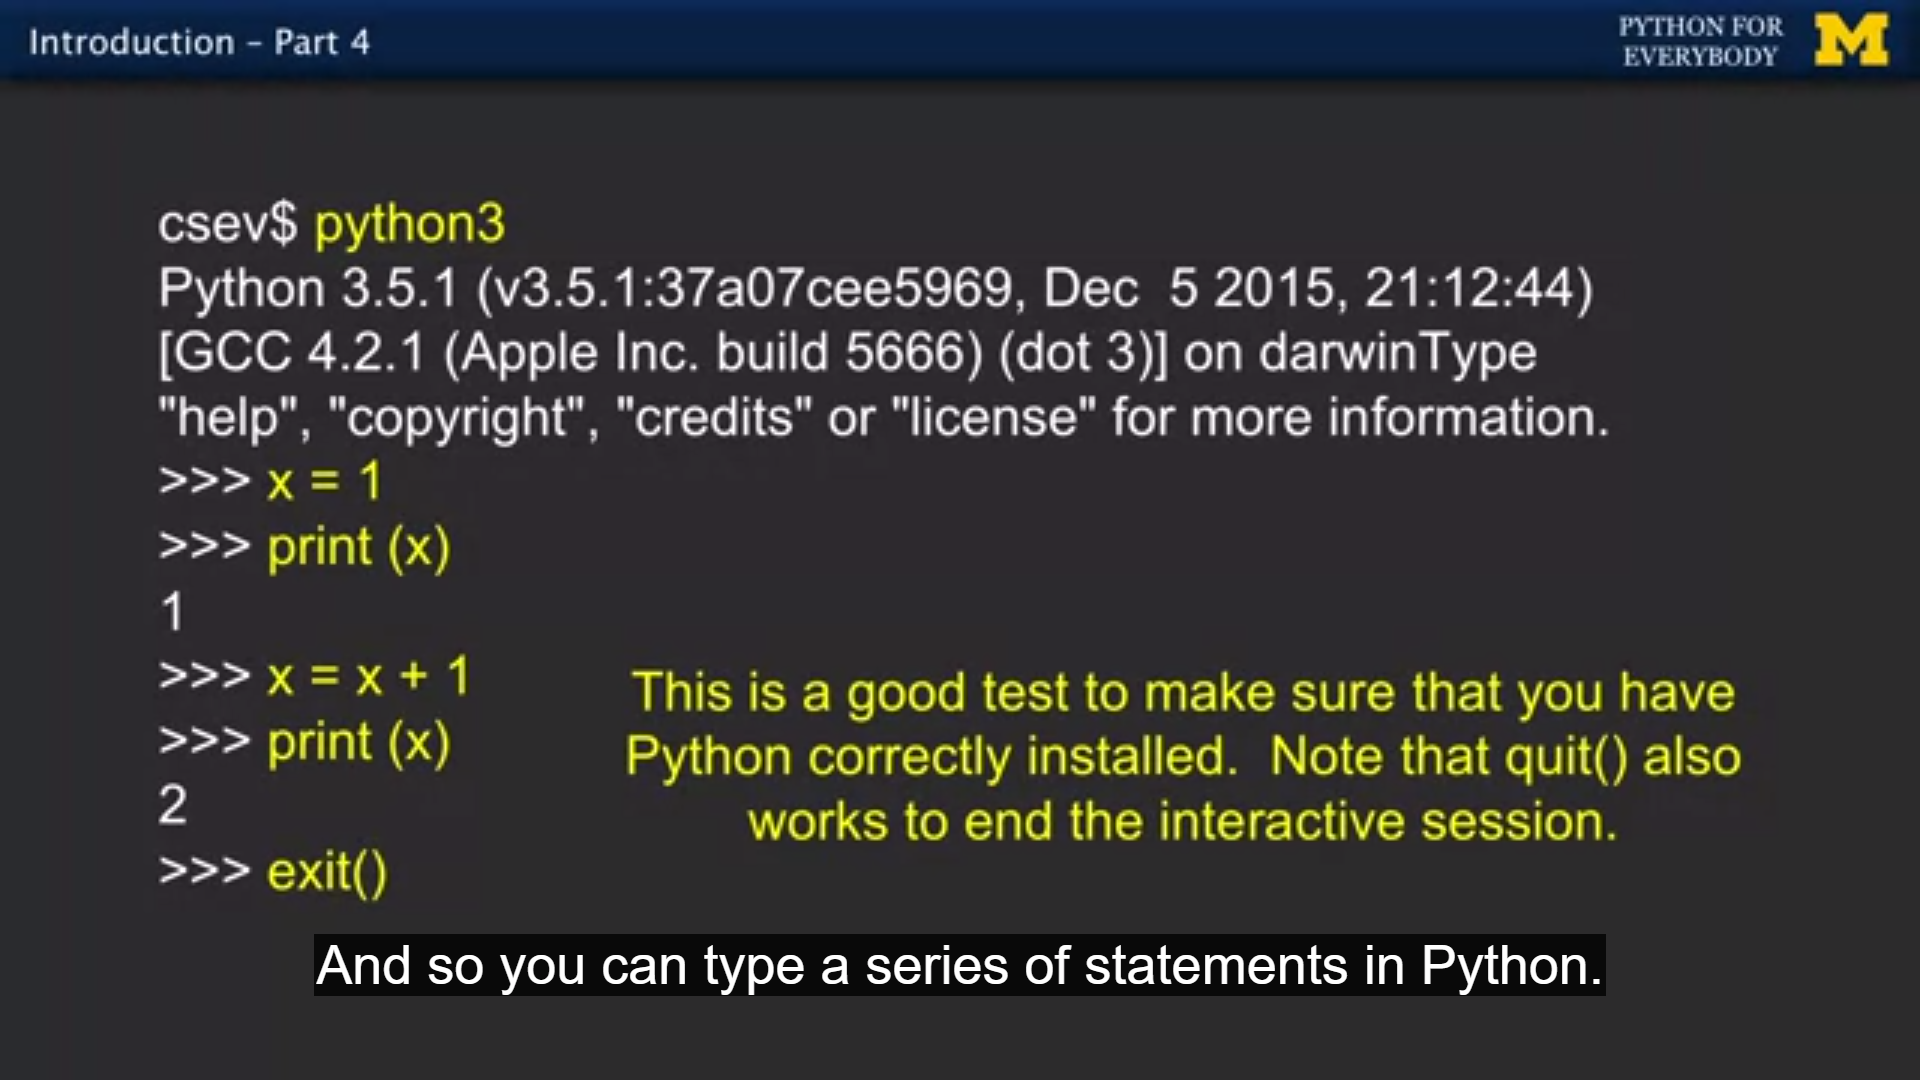 Introduction – Part 4
PYTHON FOR
EVERYBODY
M
csev$ python3
Python 3.5.1 (v3.5.1:37a07cee5969, Dec  5 2015, 21:12:44)
[GCC 4.2.1 (Apple Inc. build 5666) (dot 3)] on darwinType
"help", "copyright", "credits" or "license" for more information.
>>> x = 1
>>> print (x)
1
>>> x = x + 1
>>> print (x)
2
>>> exit()
This is a good test to make sure that you have
Python correctly installed.  Note that quit() also
works to end the interactive session.
And so you can type a series of statements in Python.